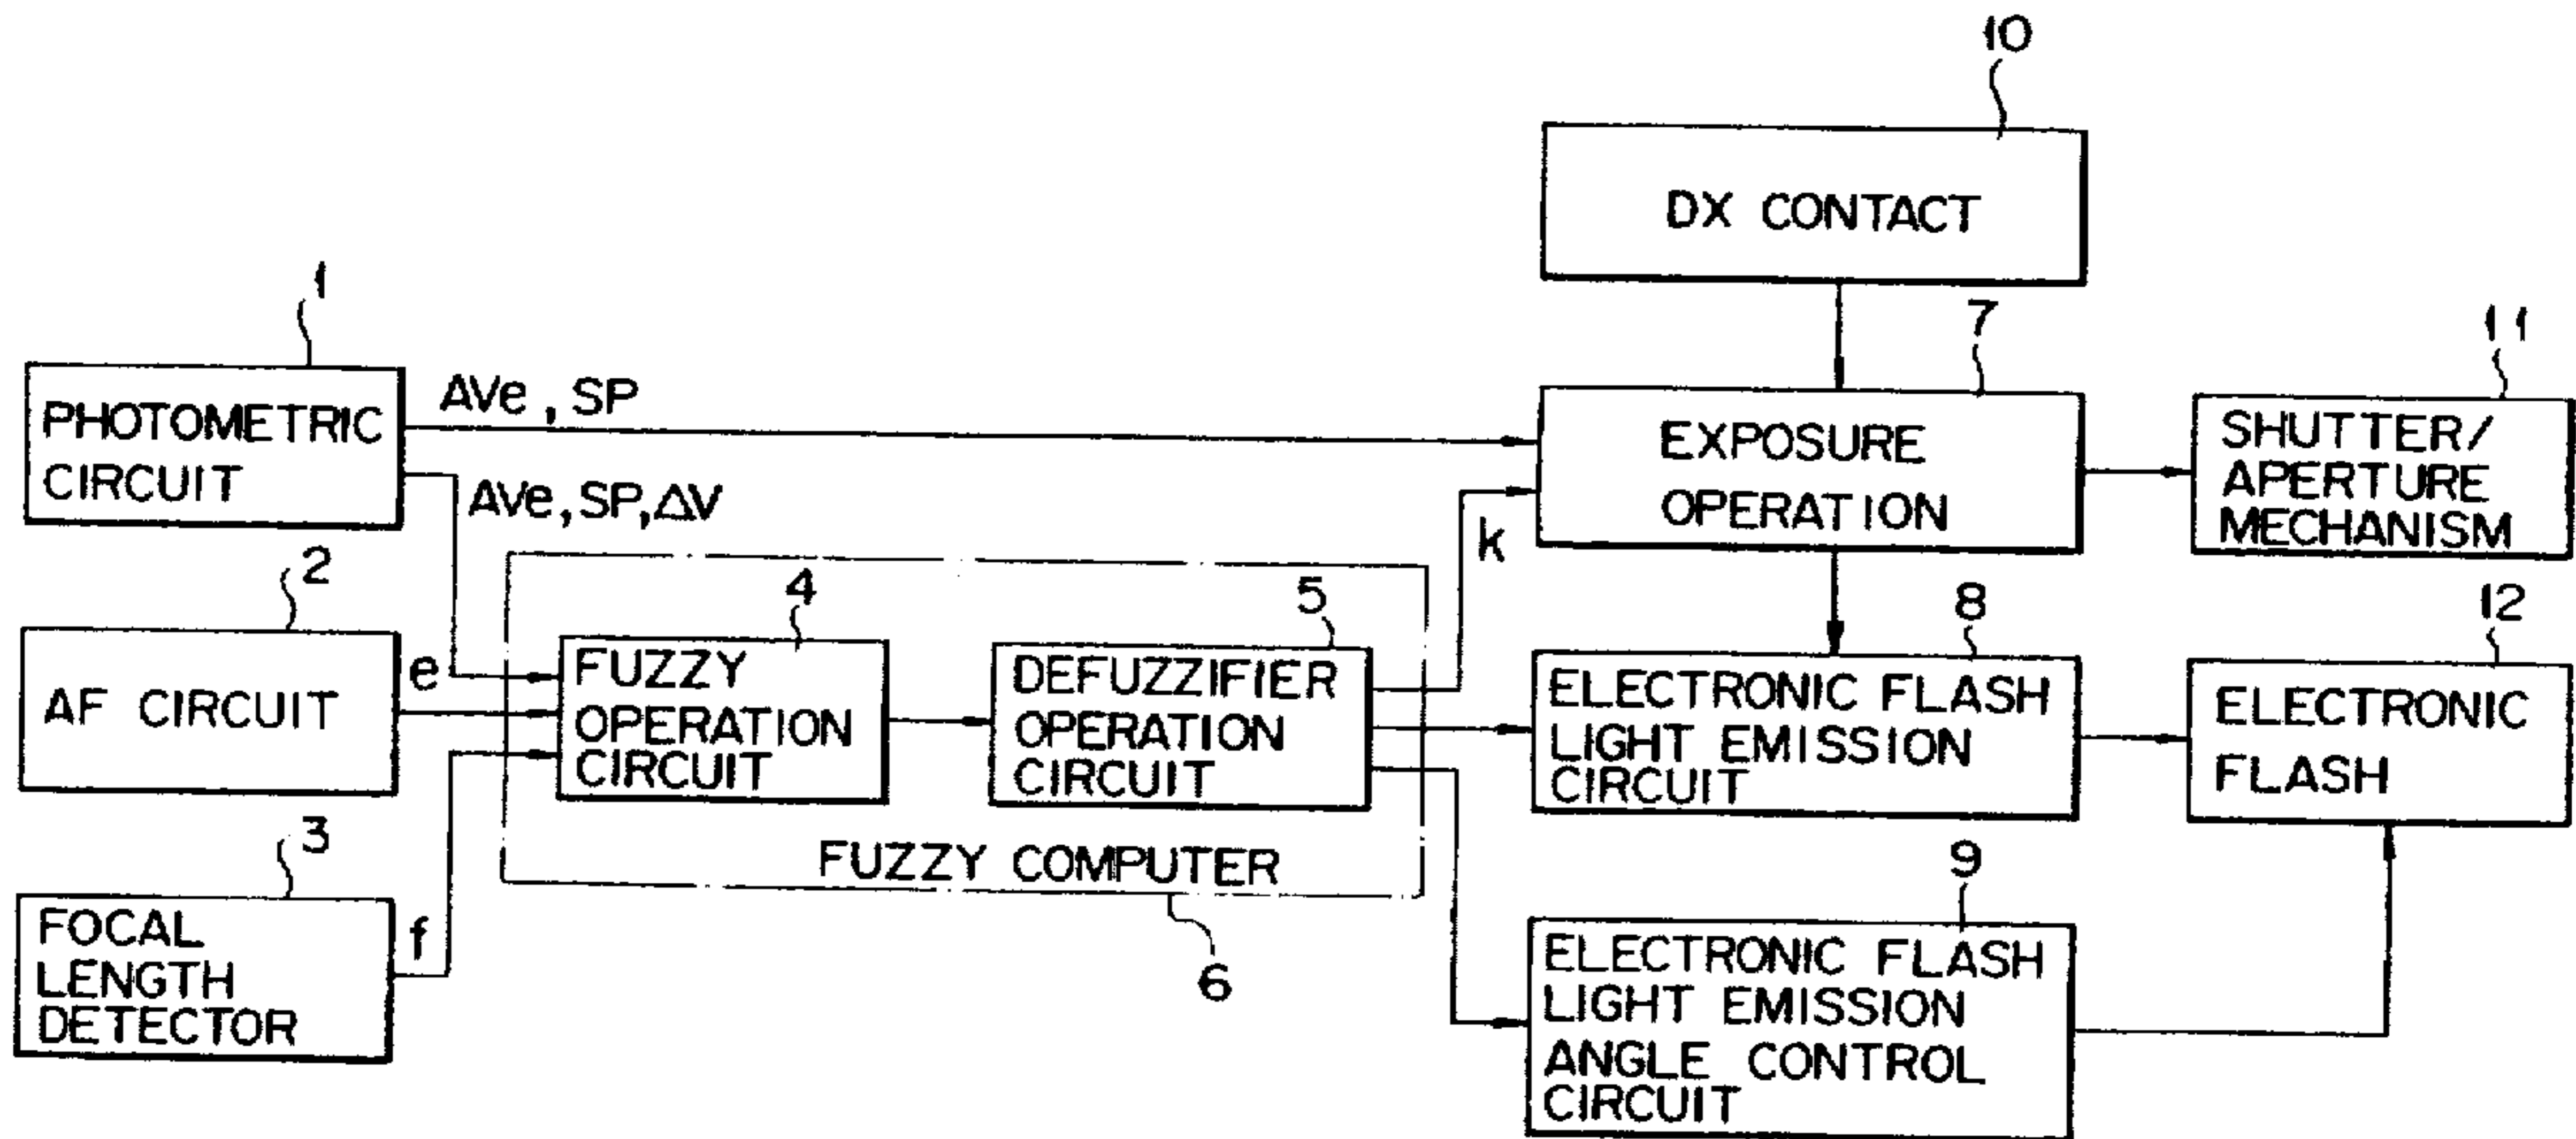 10
DX CONTACT
1
PHOTOMETRIC
CIRCUIT
AVe, SP
AVe, SP, ΔV
7
EXPOSURE
OPERATION
k
11
SHUTTER/
APERTURE
MECHANISM
2
AF CIRCUIT
e
4
FUZZY
OPERATION
CIRCUIT
5
DEFUZZIFIER
OPERATION
CIRCUIT
FUZZY COMPUTER
6
8
ELECTRONIC FLASH
LIGHT EMISSION
CIRCUIT
12
ELECTRONIC
FLASH
3
FOCAL
LENGTH
DETECTOR
f
9
ELECTRONIC FLASH
LIGHT EMISSION
ANGLE CONTROL
CIRCUIT